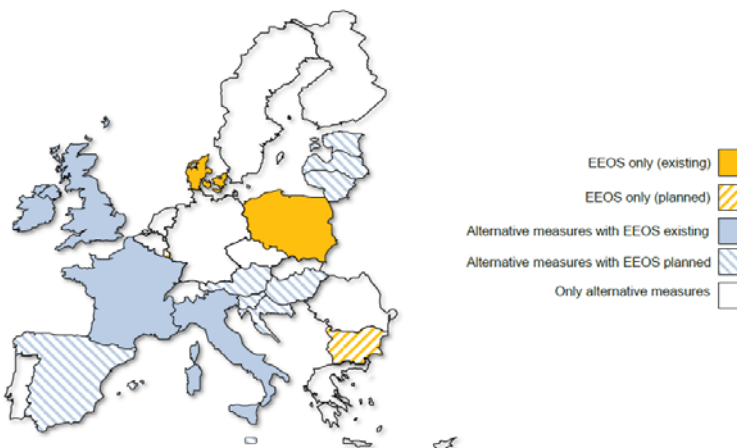 EEOS only (existing)
EEOS only (planned)
Alternative measures with EEOS existing
Alternative measures with EEOS planned
Only alternative measures